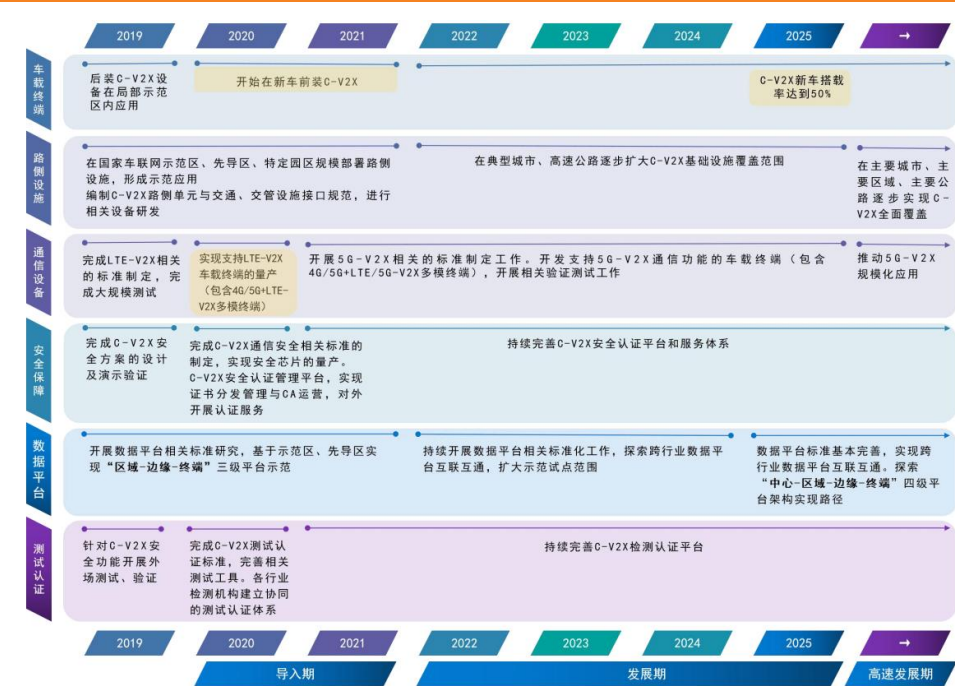 2019 2020 2021 2022 2023 2024 2025 →
车载终端
后装C-V2X设
备在局部示范
区内应用
开始在新车前装C-V2X
C-V2X新车搭载
率达到50%
路侧设施
在国家车联网示范区、先导区、特定园区规模部署路侧
设施，形成示范应用
编制C-V2X路侧单元与交通、交管设施接口规范，进行
相关设备研发
在典型城市、高速公路逐步扩大C-V2X基础设施覆盖范围
在主要城市、主
要区域、主要公
路逐步实现C-
V2X全面覆盖
通信设备
完成LTE-V2X相关
的标准制定，完
成大规模测试
实现支持LTE-V2X
车载终端的量产
（包含4G/5G+LTE-
V2X多模终端）
开展5G-V2X相关的标准制定工作。开发支持5G-V2X通信功能的车载终端（包含
4G/5G+LTE/5G-V2X多模终端），开展相关验证测试工作
推动5G-V2X
规模化应用
安全保障
完成C-V2X安
全方案的设计
及演示验证
完成C-V2X通信安全相关标准的
制定，实现安全芯片的量产。
C-V2X安全认证管理平台，实现
证书分发管理与CA运营，对外
开展认证服务
持续完善C-V2X安全认证平台和服务体系
数据平台
开展数据平台相关标准研究，基于示范区、先导区实
现“区域-边缘-终端”三级平台示范
持续开展数据平台相关标准化工作，探索跨行业数据平
台互联互通，扩大示范试点范围
数据平台标准基本完善，实现跨
行业数据平台互联互通。探索
“中心-区域-边缘-终端”四级平
台架构实现路径
测试认证
针对C-V2X安
全功能开展外
场测试、验证
完成C-V2X测试认
证标准，完善相关
测试工具。各行业
检测机构建立协同
的测试认证体系
持续完善C-V2X检测认证平台
2019 2020 2021 2022 2023 2024 2025 →
导入期 发展期 高速发展期